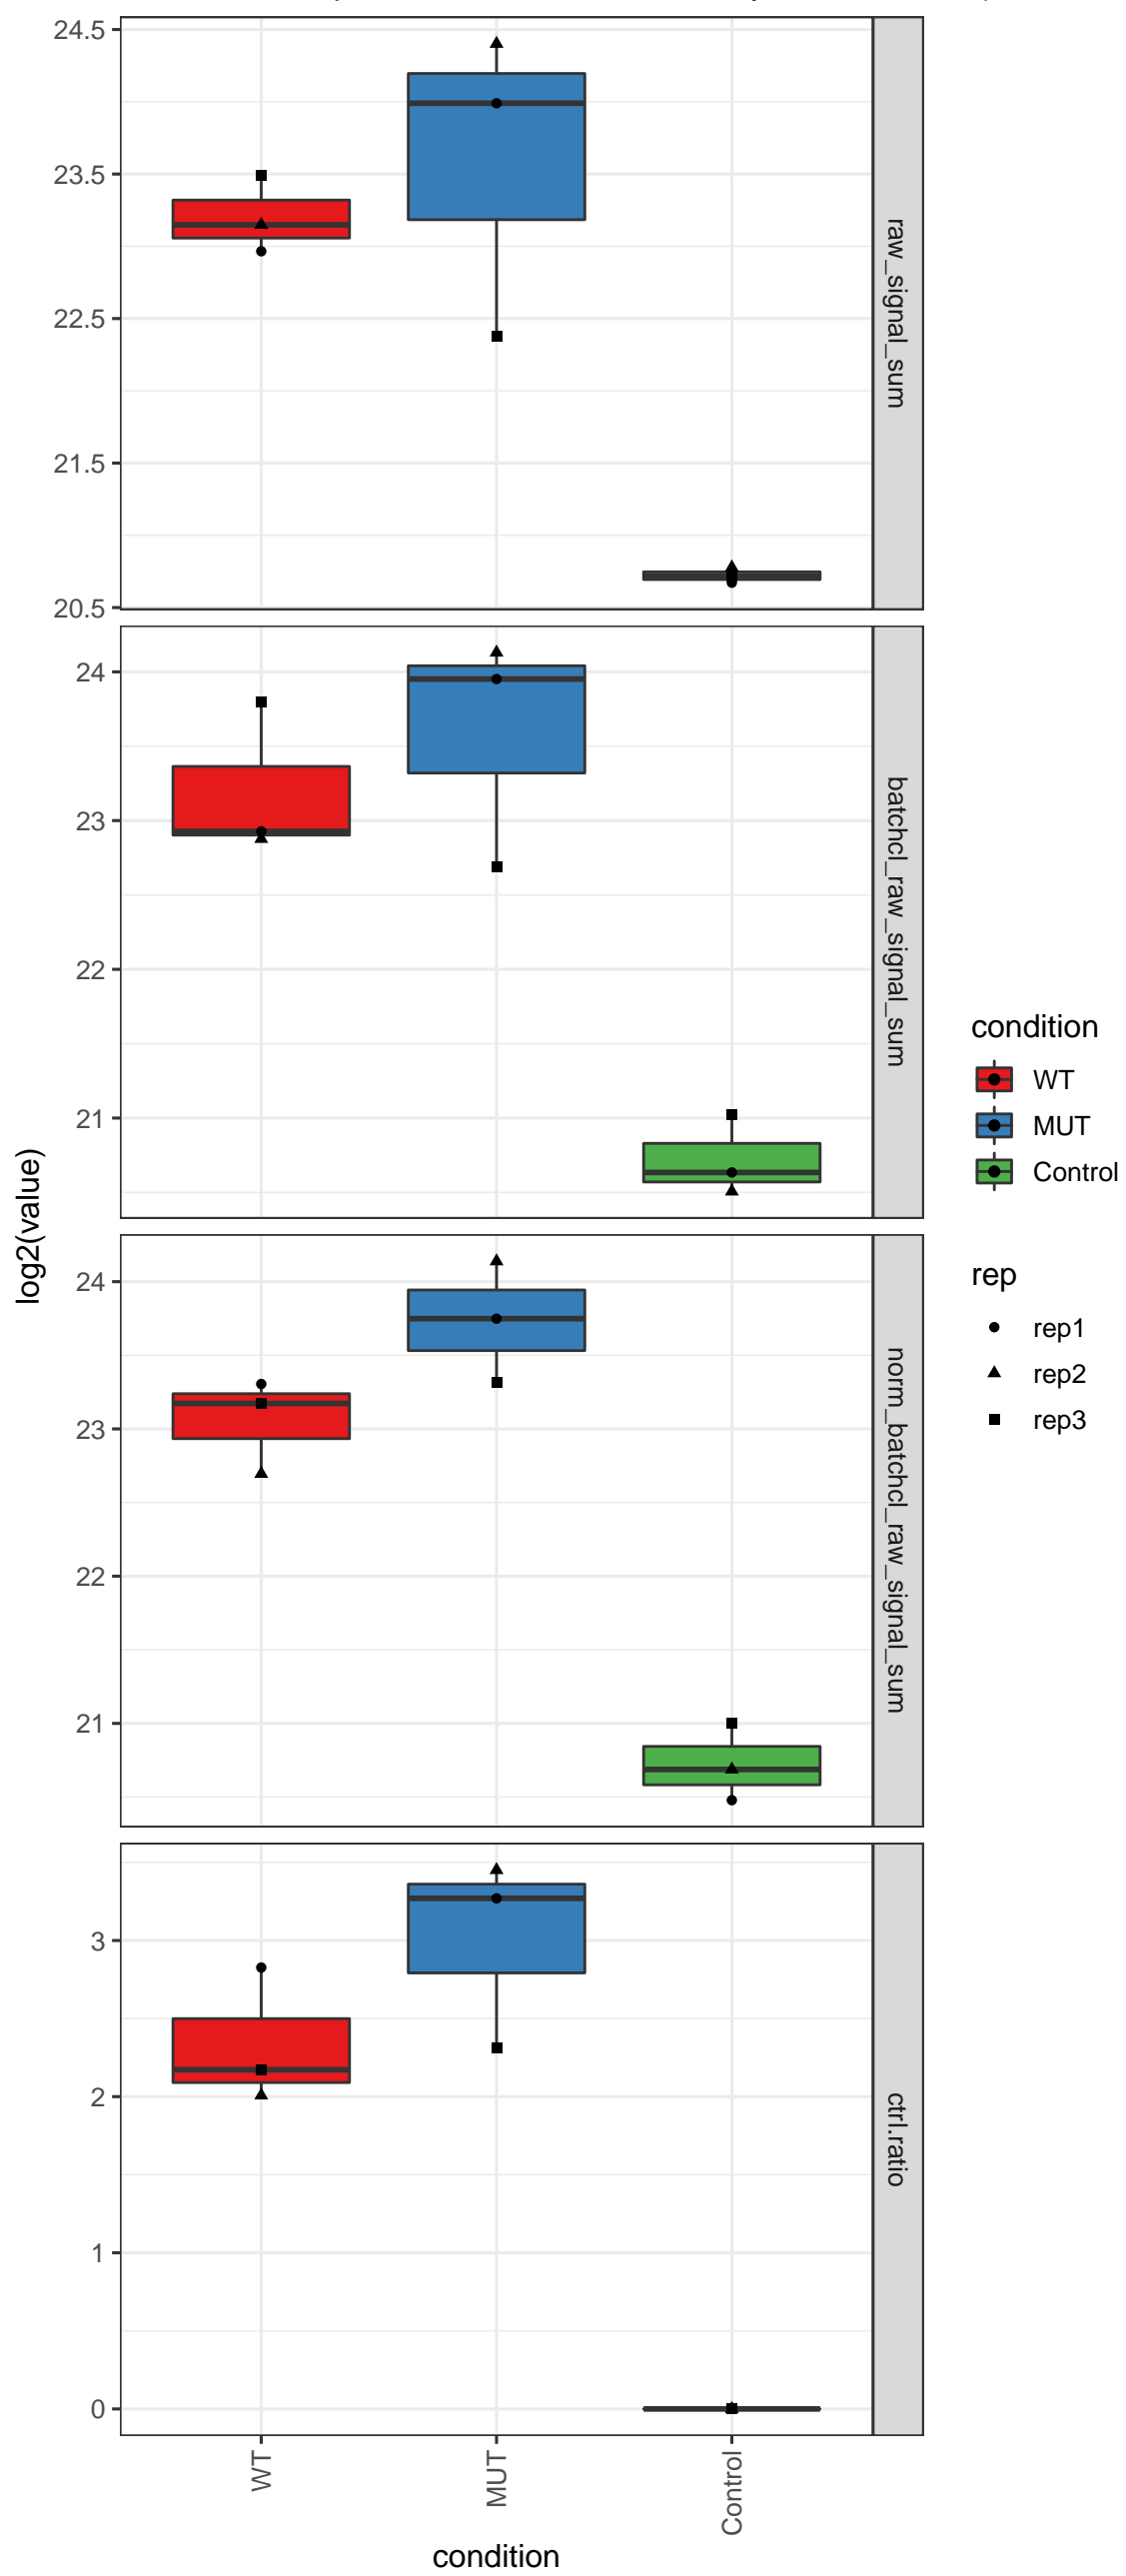 24.5
23.5
22.5
21.5
20.5
raw_signal_sum
24
23
22
21
batchcl_raw_signal_sum
24
23
22
21
norm_batchcl_raw_signal_sum
3
2
1
0
ctrl.ratio
log2(value)
WT
MUT
Control
condition
condition
WT
MUT
Control
rep
rep1
rep2
rep3